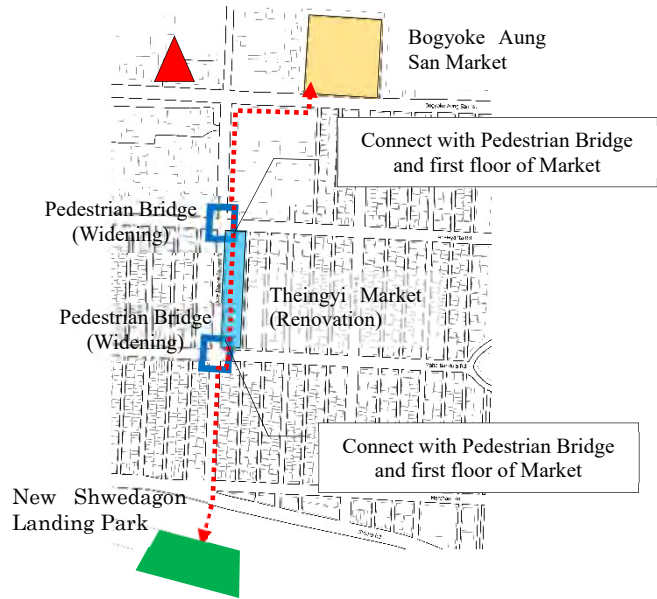 Bogyoke Aung
San Market
Connect with Pedestrian Bridge
and first floor of Market
Pedestrian Bridge
(Widening)
Theingyi Market
(Renovation)
Pedestrian Bridge
(Widening)
Connect with Pedestrian Bridge
and first floor of Market
New Shwedagon
Landing Park